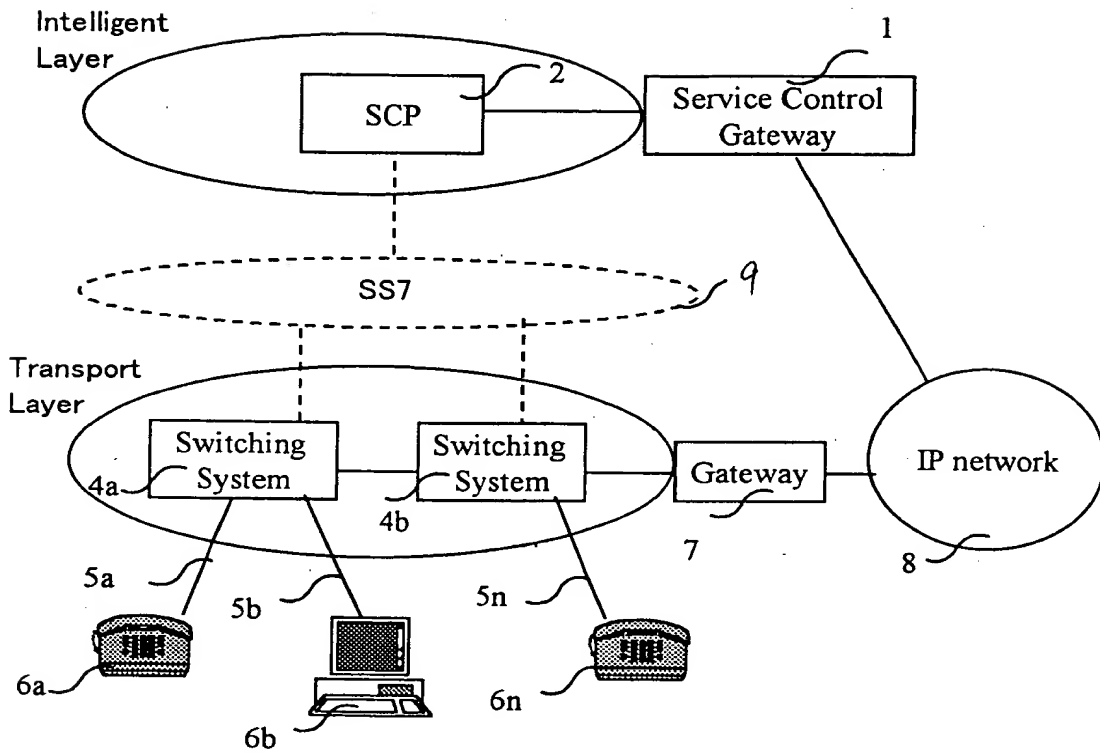 Intelligent
Layer
1
2
SCP
Service Control
Gateway
SS7
9
Transport
Layer
Switching
System
Switching
System
Gateway
IP network
4a
4b
7
8
5a
5b
5n
6a
6b
6n